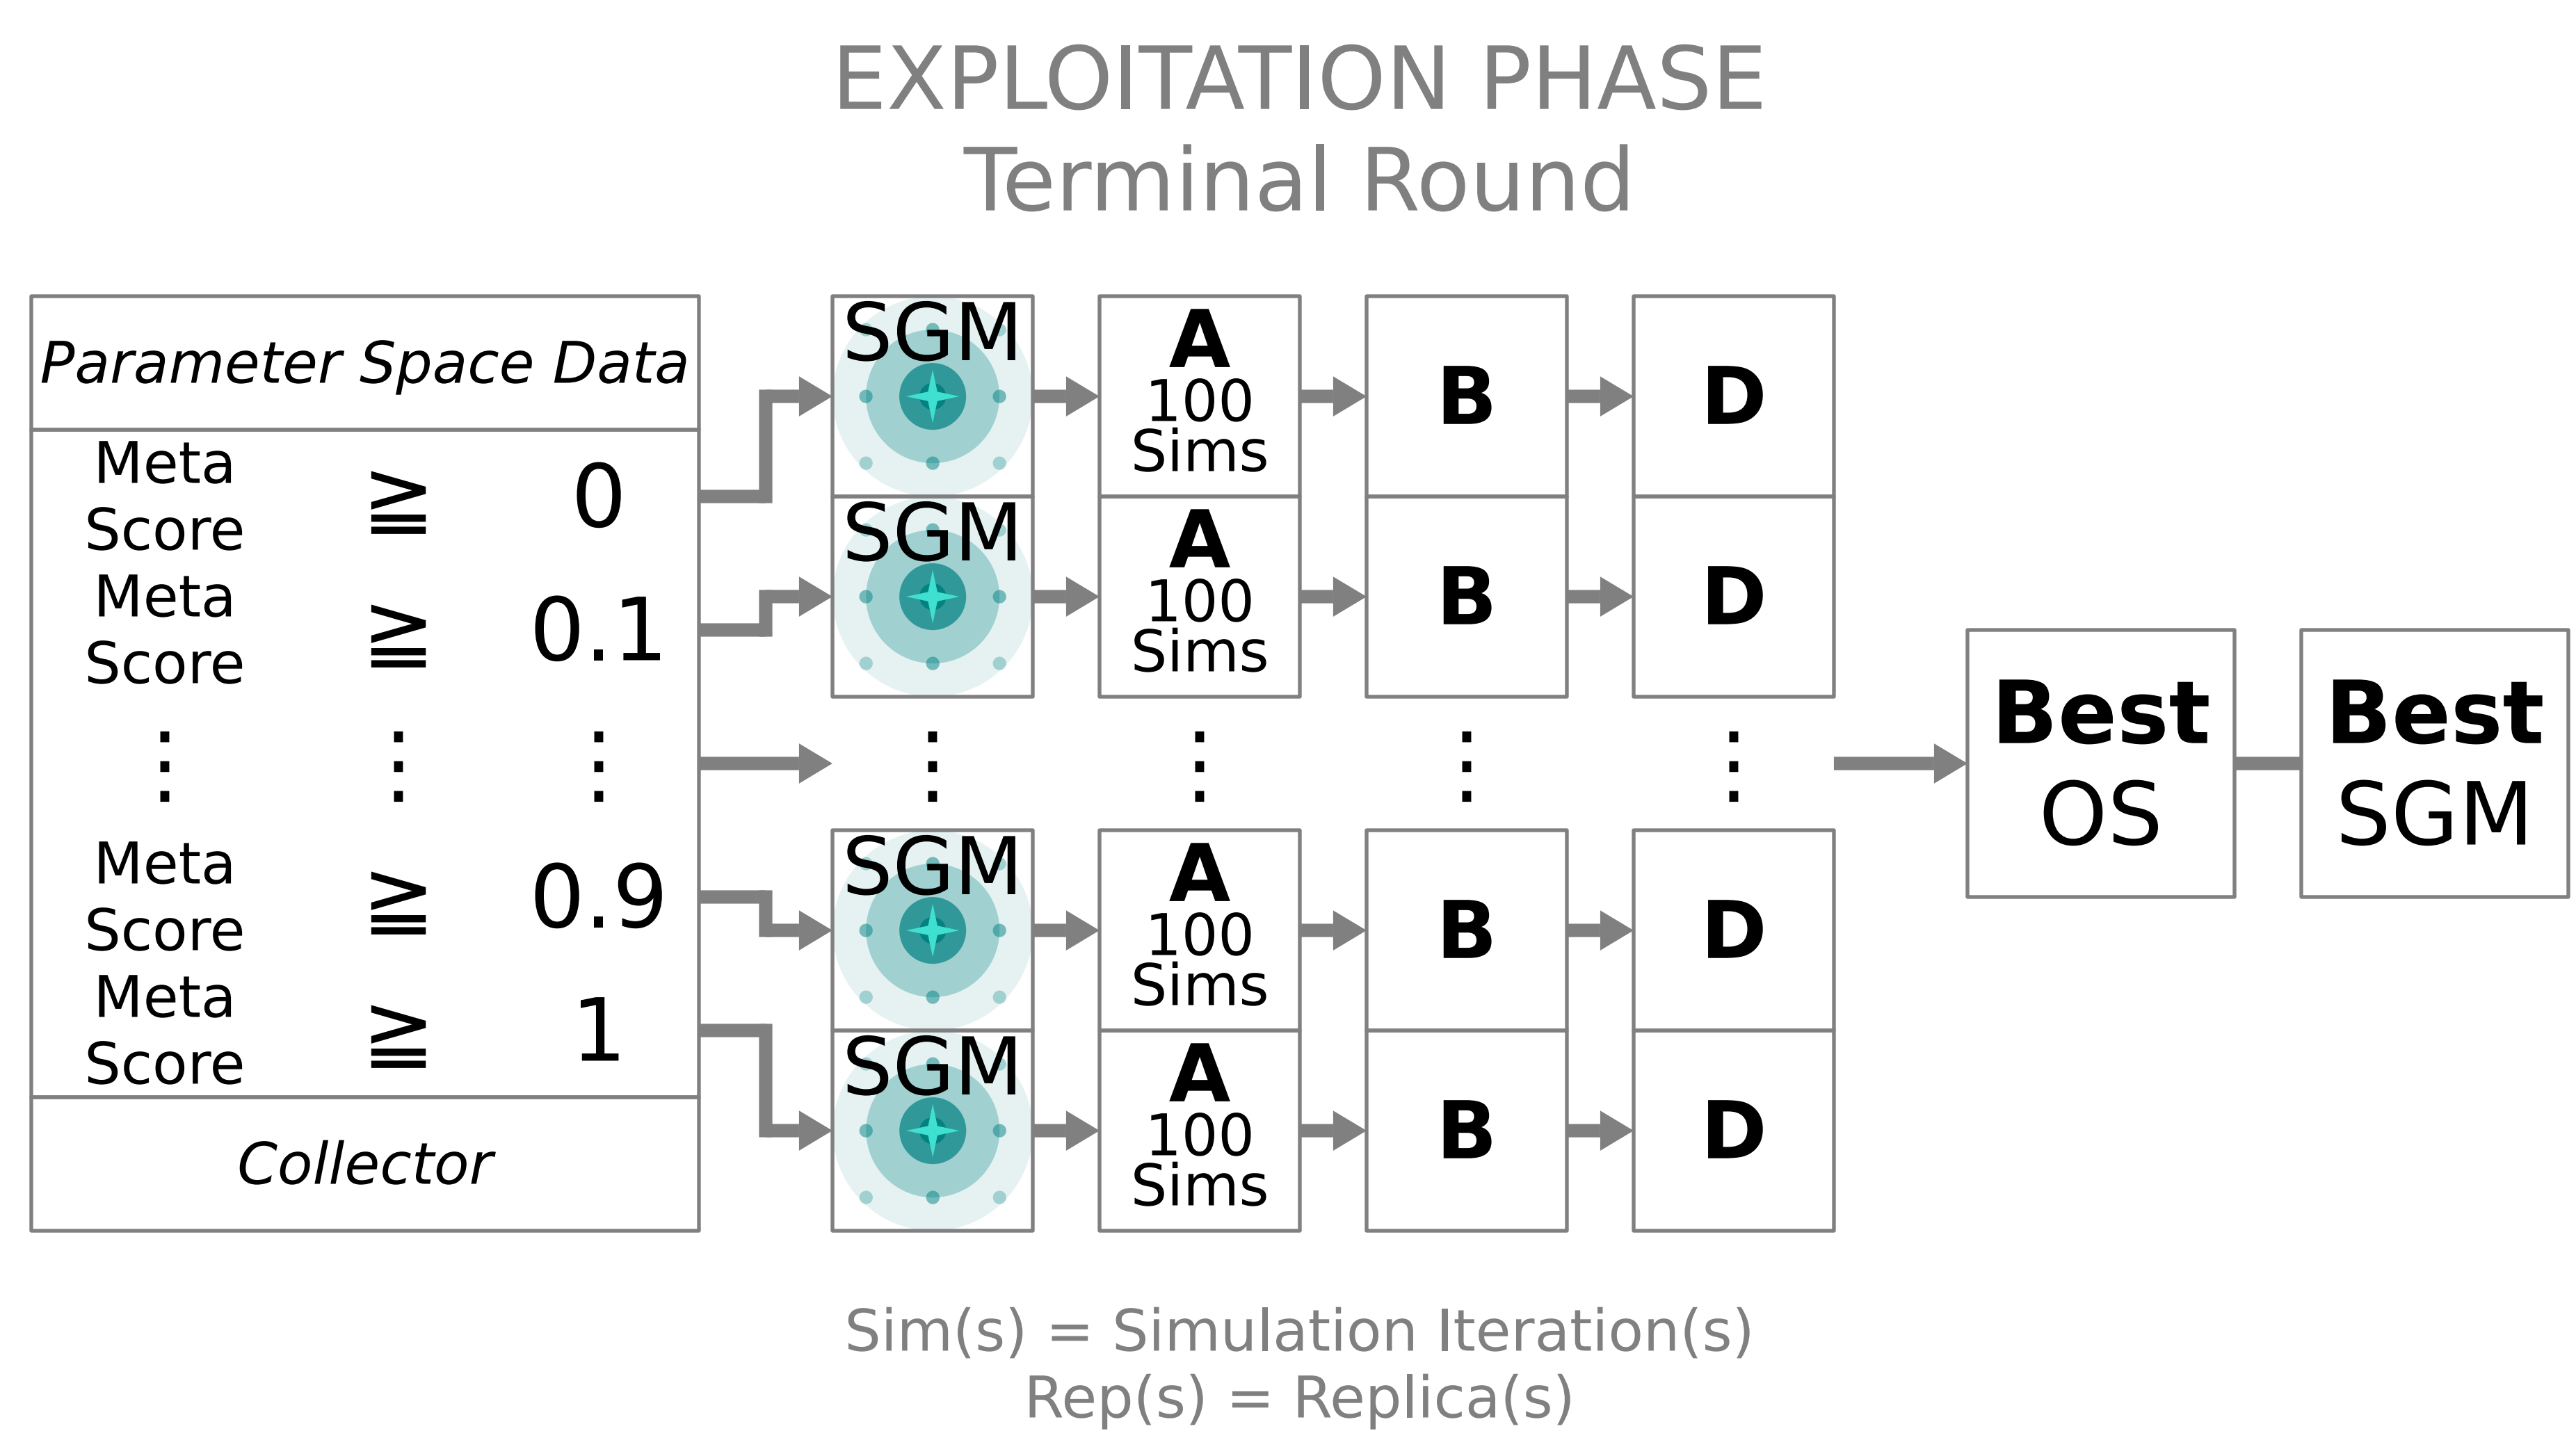 EXPLOITATION PHASE
Terminal Round
Parameter Space Data
Meta
Score
≧
0
Meta
Score
≧
0.1
⋮ ⋮ ⋮
Meta
Score
≧
0.9
Meta
Score
≧
1
Collector
SGM
A
100
Sims
B
D
SGM
A
100
Sims
B
D
⋮ ⋮ ⋮ ⋮
SGM
A
100
Sims
B
D
SGM
A
100
Sims
B
D
Best
OS
Best
SGM
Sim(s) = Simulation Iteration(s)
Rep(s) = Replica(s)